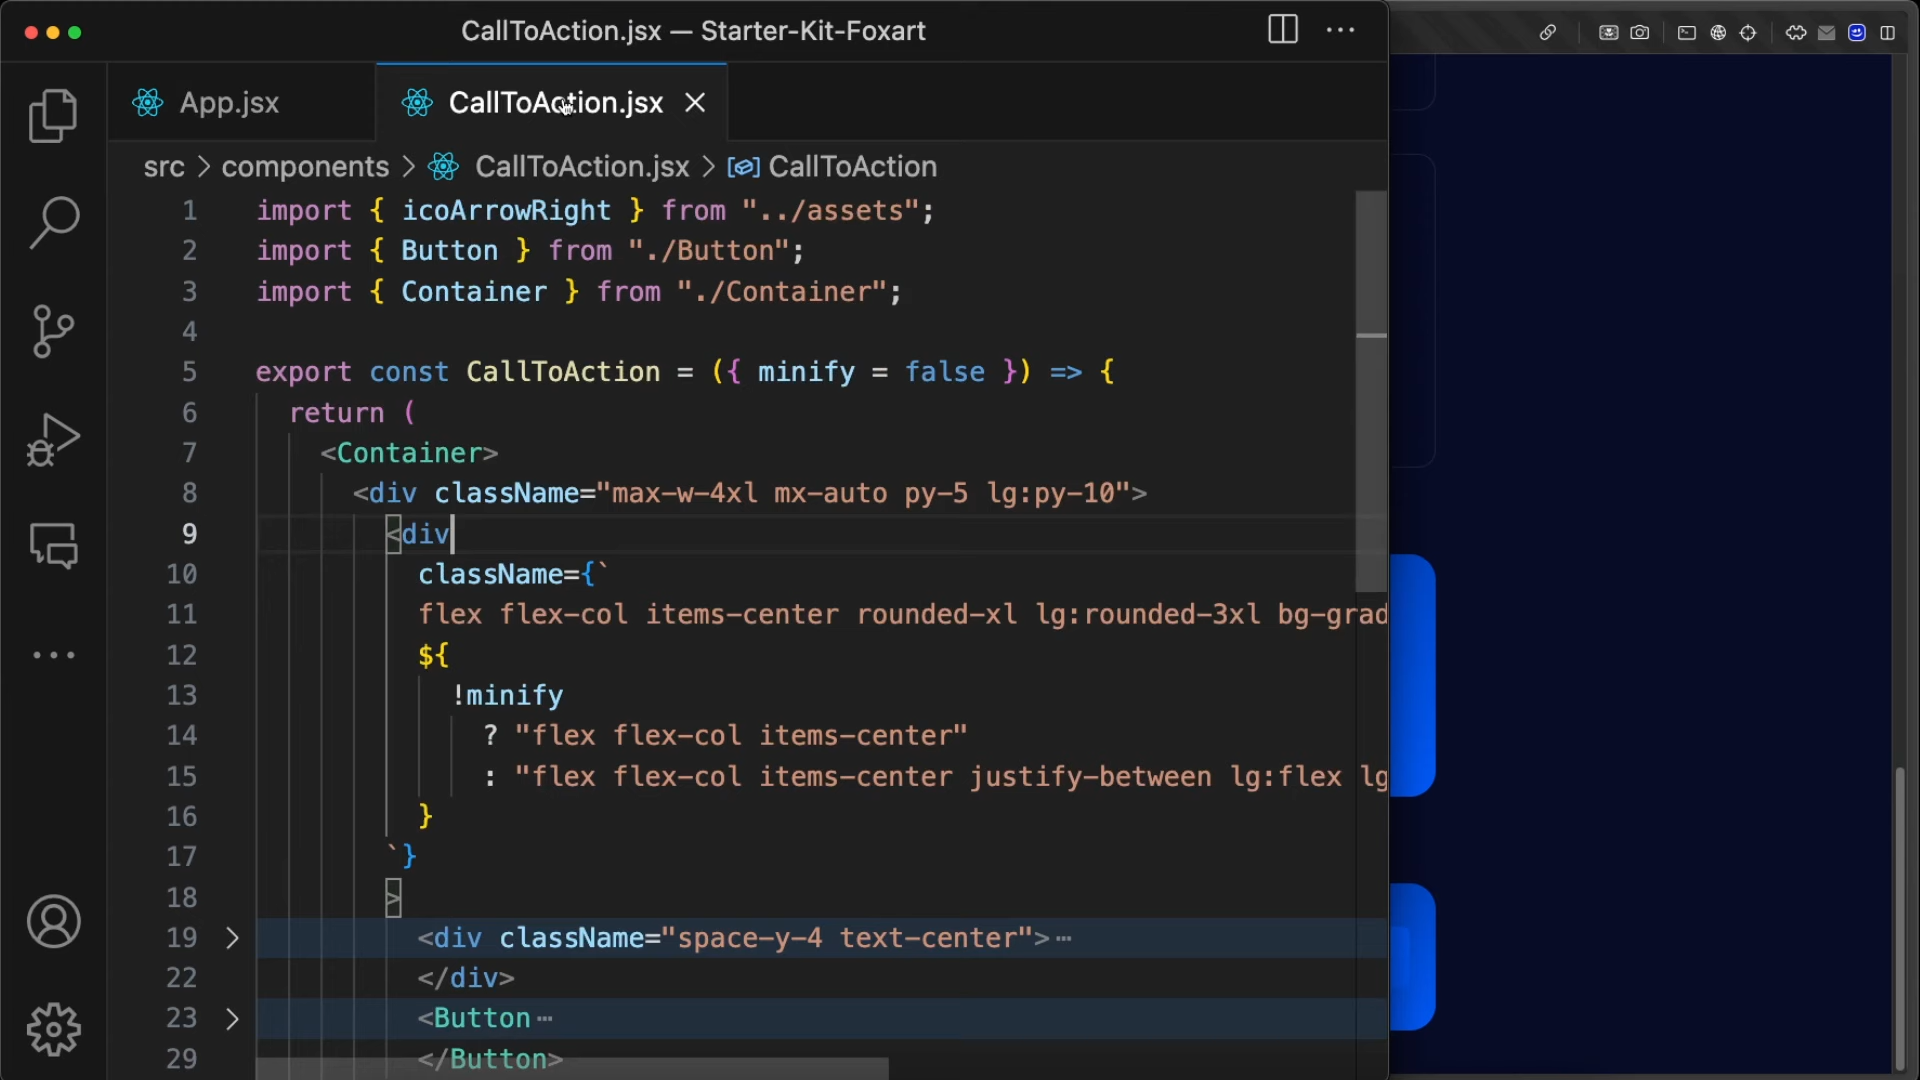 CallToAction.jsx — Starter-Kit-Foxart
App.jsx
CallToAction.jsx
src > components > CallToAction.jsx > CallToAction
1 import { icoArrowRight } from "../assets";
2 import { Button } from "./Button";
3 import { Container } from "./Container";
4
5 export const CallToAction = ({ minify = false }) => {
6 return (
7 <Container>
8 <div className="max-w-4xl mx-auto py-5 lg:py-10">
9 <div
10 className={`
11 flex flex-col items-center rounded-xl lg:rounded-3xl bg-grad
12 ${
13 !minify
14 ? "flex flex-col items-center"
15 : "flex flex-col items-center justify-between lg:flex lg
16 }
17 `}
18 >
19 <div className="space-y-4 text-center">
22 </div>
23 <Button
29 </Button>